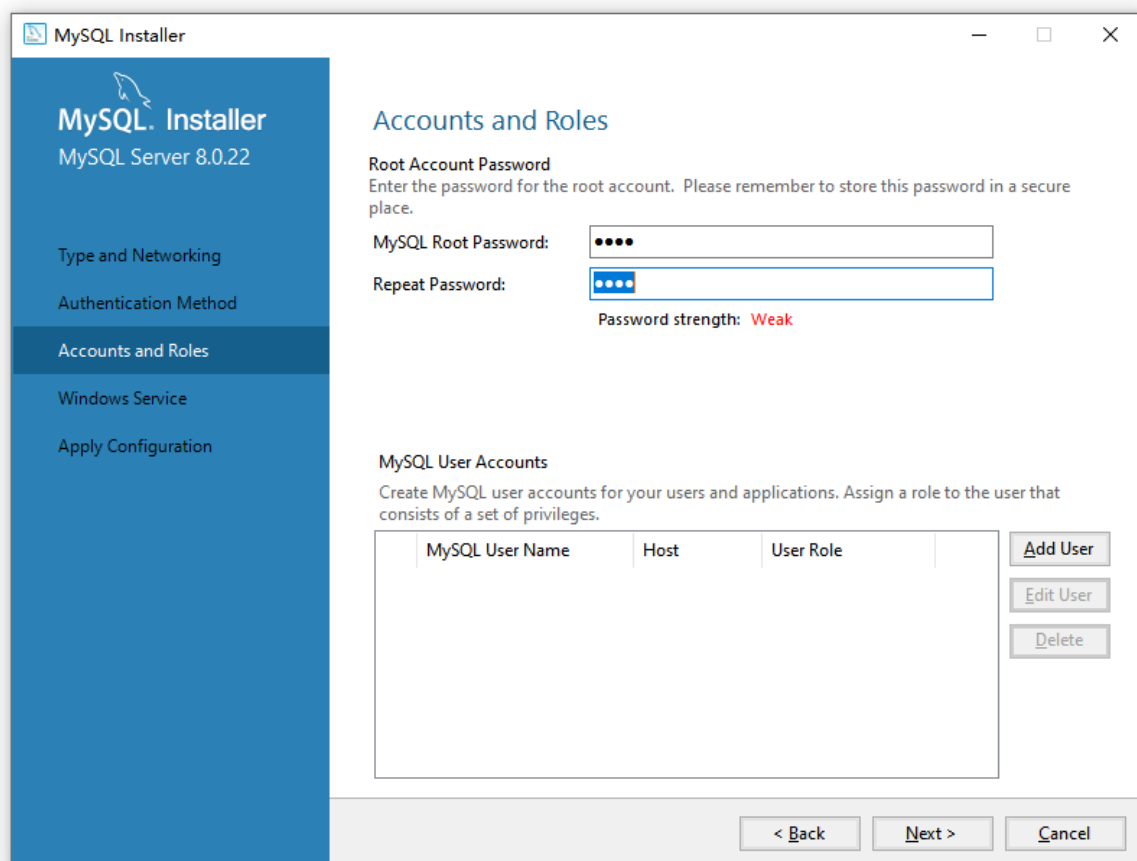 MySQL Installer
MySQL. Installer
MySQL Server 8.0.22
Type and Networking
Authentication Method
Accounts and Roles
Windows Service
Apply Configuration
Accounts and Roles
Root Account Password
Enter the password for the root account. Please remember to store this password in a secure
place.
MySQL Root Password: ••••
Repeat Password: ••••
Password strength: Weak
MySQL User Accounts
Create MySQL user accounts for your users and applications. Assign a role to the user that
consists of a set of privileges.
MySQL User Name Host User Role
Add User
Edit User
Delete
< Back Next > Cancel